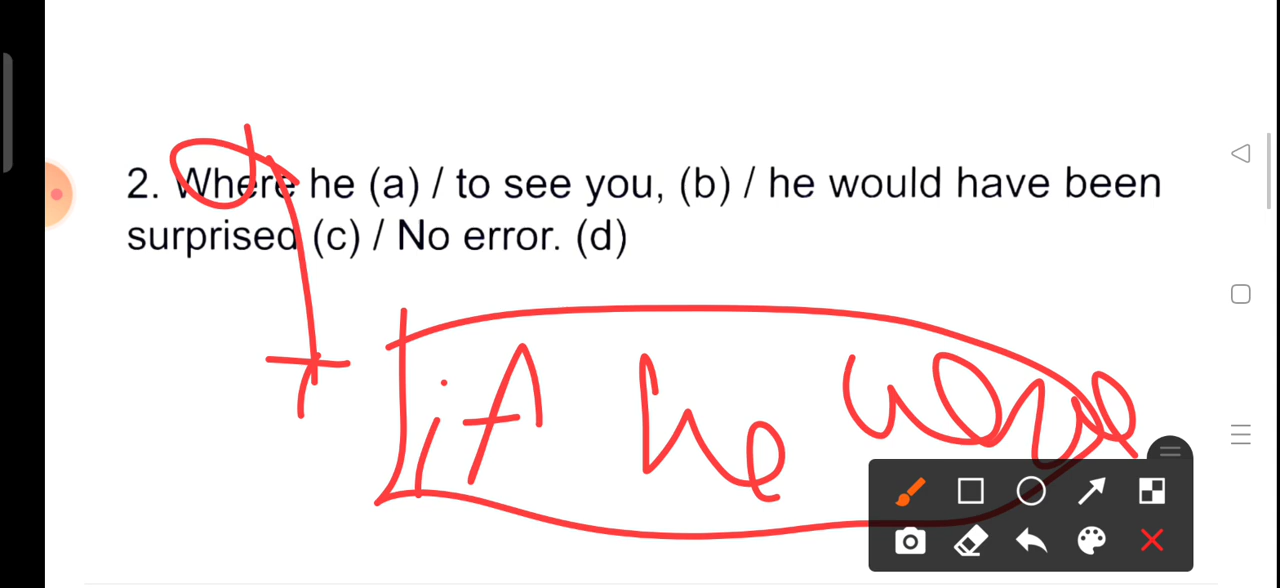 2. Where he (a) / to see you, (b) / he would have been
surprised (c) / No error. (d)
if he were